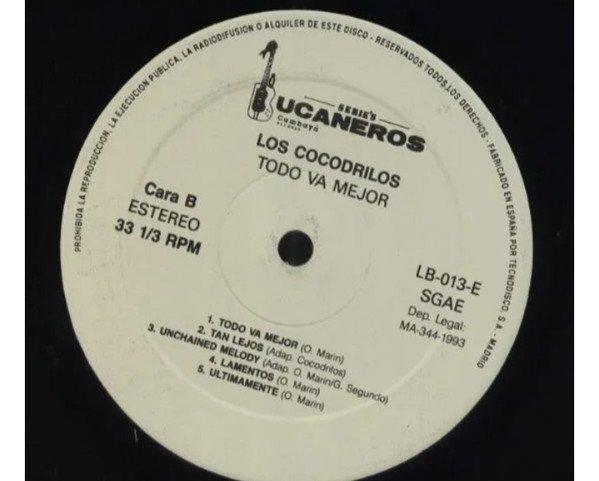 PROHIBIDA LA REPRODUCCION, LA EJECUCION PUBLICA, LA RADIODIFUSION O ALQUILER DE ESTE DISCO - RESERVADOS TODOS LOS DERECHOS - FABRICADO EN ESPAÑA POR TECNODISCO, S.A. - MADRID
SERIE'S
BUCANEROS
Cambayá
RECORDS
LOS COCODRILOS
TODO VA MEJOR
Cara B
ESTEREO
33 1/3 RPM
LB-013-E
SGAE
Dep. Legal:
MA-344-1993
1. TODO VA MEJOR (O. Marin)
2. TAN LEJOS (Adap. Cocodrilos)
3. UNCHAINED MELODY (Adap. O. Marin/G. Segundo)
4. LAMENTOS (O. Marin)
5. ULTIMAMENTE (O. Marin)